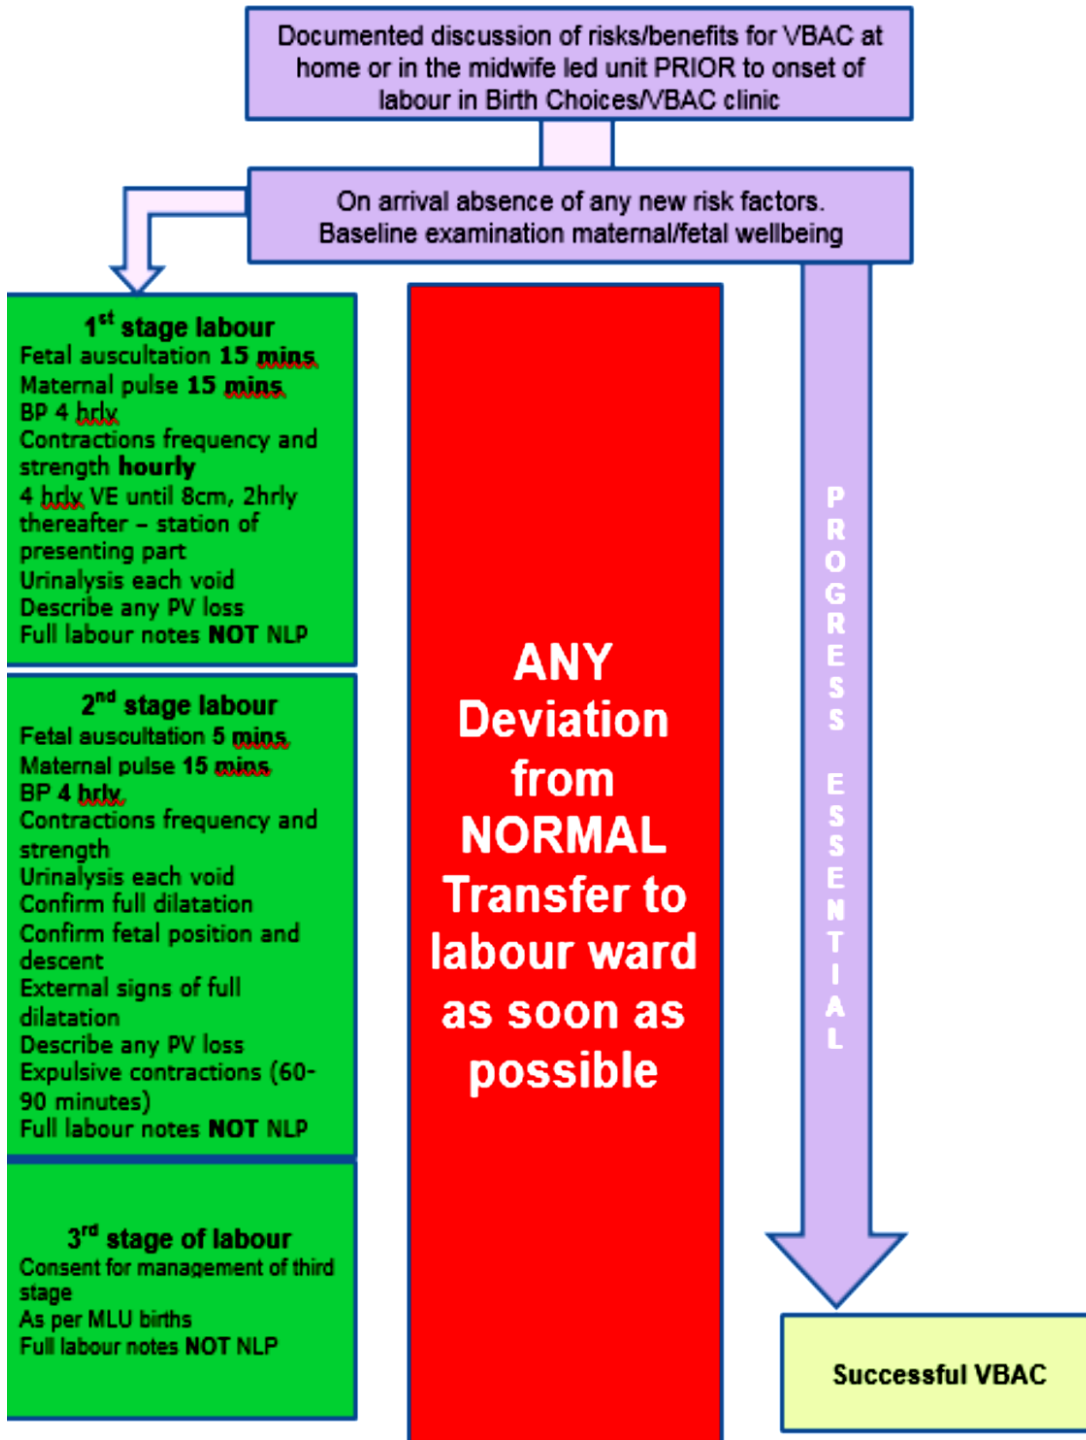 Documented discussion of risks/benefits for VBAC at
home or in the midwife led unit PRIOR to onset of
labour in Birth Choices/VBAC clinic
On arrival absence of any new risk factors.
Baseline examination maternal/fetal wellbeing
1st stage labour
Fetal auscultation 15 mins
Maternal pulse 15 mins
BP 4 hrly
Contractions frequency and
strength hourly
4 hrly VE until 8cm, 2hrly
thereafter – station of
presenting part
Urinalysis each void
Describe any PV loss
Full labour notes NOT NLP
2nd stage labour
Fetal auscultation 5 mins
Maternal pulse 15 mins
BP 4 hrly
Contractions frequency and
strength
Urinalysis each void
Confirm full dilatation
Confirm fetal position and
descent
External signs of full
dilatation
Describe any PV loss
Expulsive contractions (60-
90 minutes)
Full labour notes NOT NLP
3rd stage of labour
Consent for management of third
stage
As per MLU births
Full labour notes NOT NLP
ANY
Deviation
from
NORMAL
Transfer to
labour ward
as soon as
possible
PROGRESS ESSENTIAL
Successful VBAC